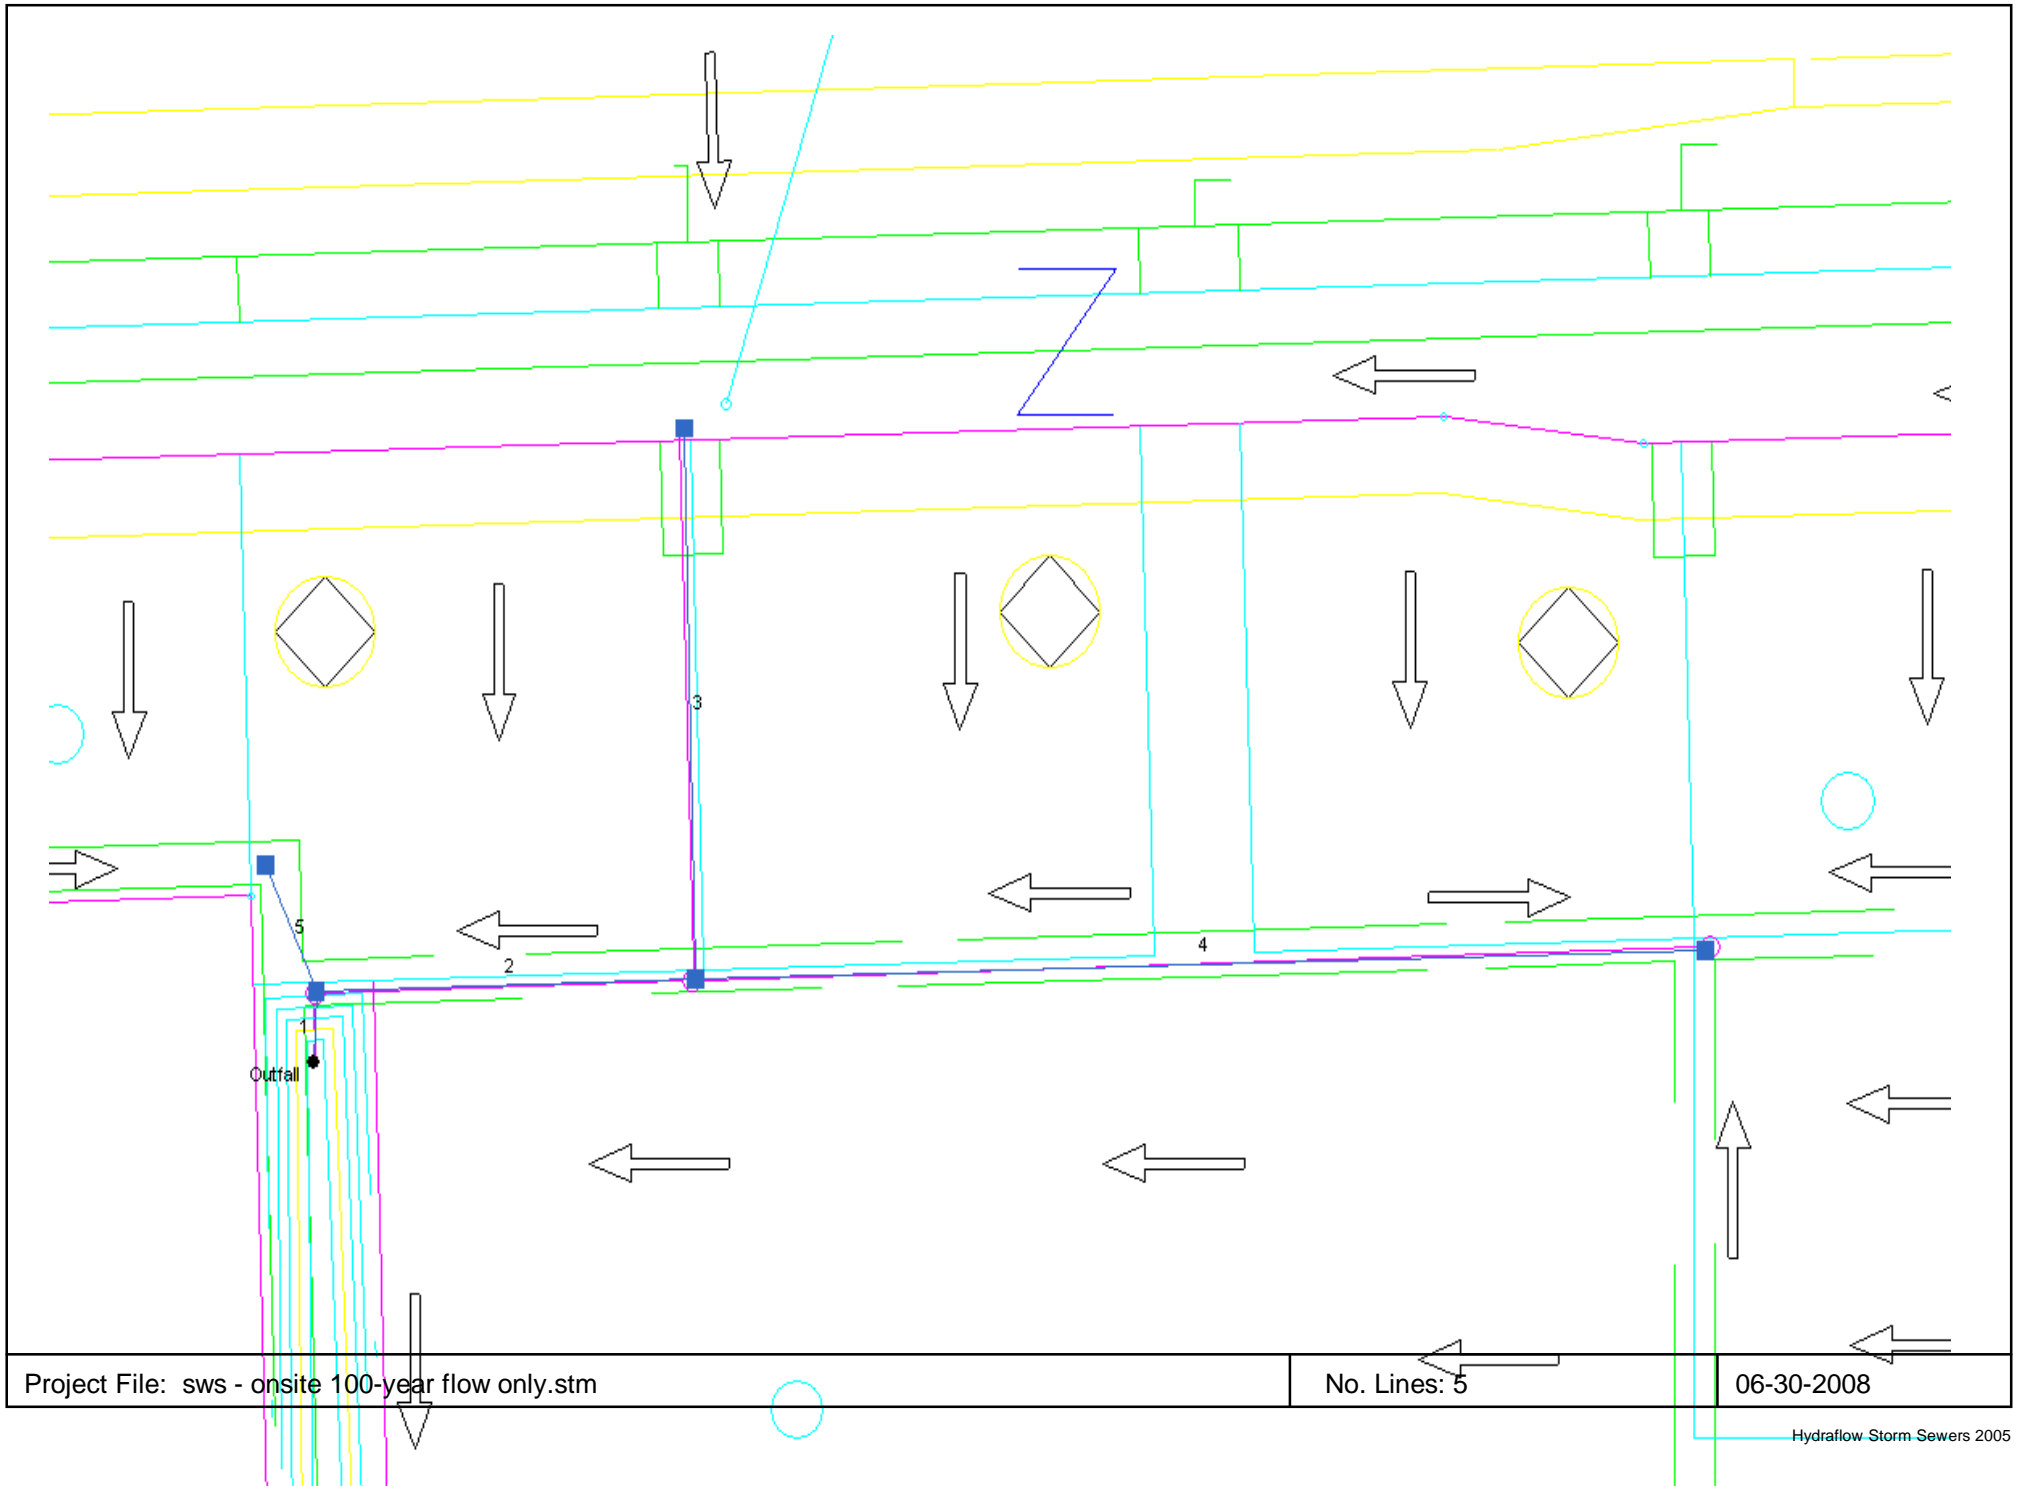 3
5
2
4
1
Outfall
Project File: sws - onsite 100-year flow only.stm
No. Lines: 5
06-30-2008
Hydraflow Storm Sewers 2005